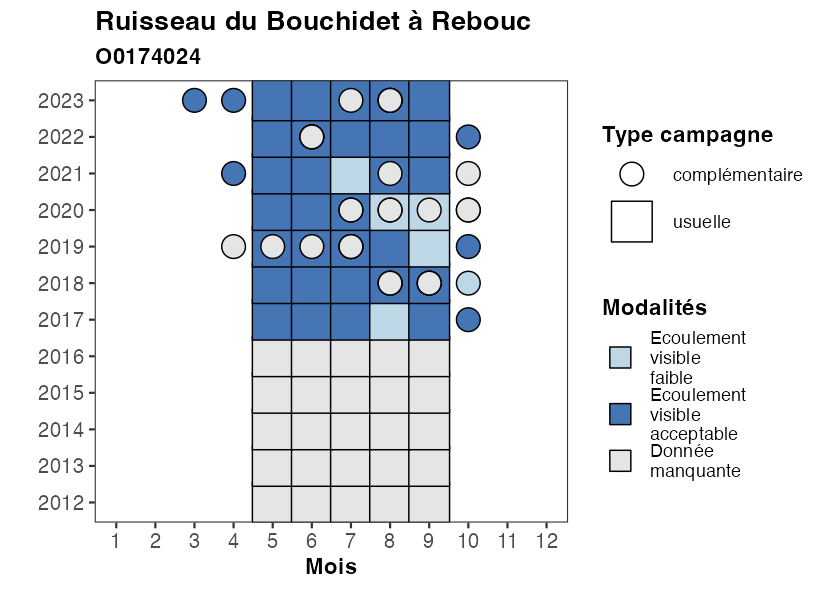 Ruisseau du Bouchidet à Rebouc
O0174024
2023
2022
2021
2020
2019
2018
2017
2016
2015
2014
2013
2012
1 2 3 4 5 6 7 8 9 10 11 12
Mois
Type campagne
complémentaire
usuelle
Modalités
Ecoulement
visible
faible
Ecoulement
visible
acceptable
Donnée
manquante